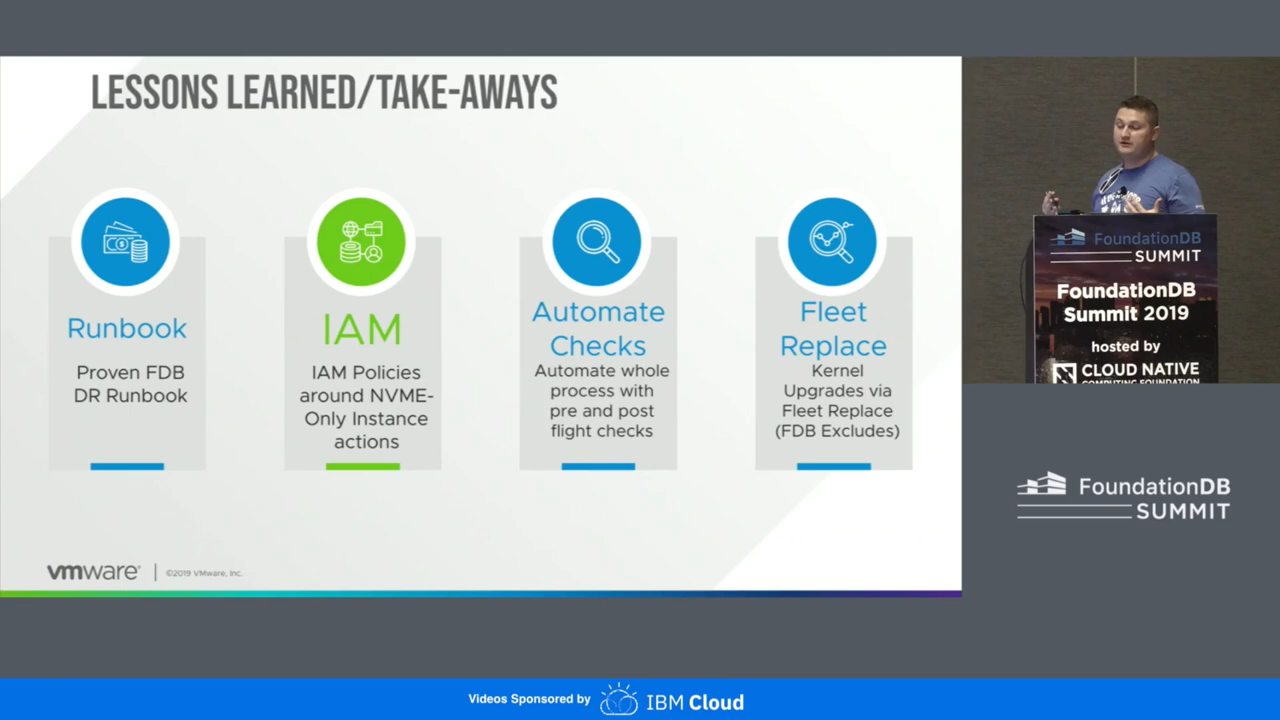 LESSONS LEARNED/TAKE-AWAYS
Runbook
Proven FDB
DR Runbook
IAM
IAM Policies
around NVME-
Only Instance
actions
Automate
Checks
Automate whole
process with
pre and post
flight checks
Fleet
Replace
Kernel
Upgrades via
Fleet Replace
(FDB Excludes)
vmware®
©2019 VMware, Inc.
FoundationDB
SUMMIT
FoundationDB
Summit 2019
hosted by
CLOUD NATIVE
COMPUTING FOUNDATION
FoundationDB
SUMMIT
Videos Sponsored by
IBM Cloud